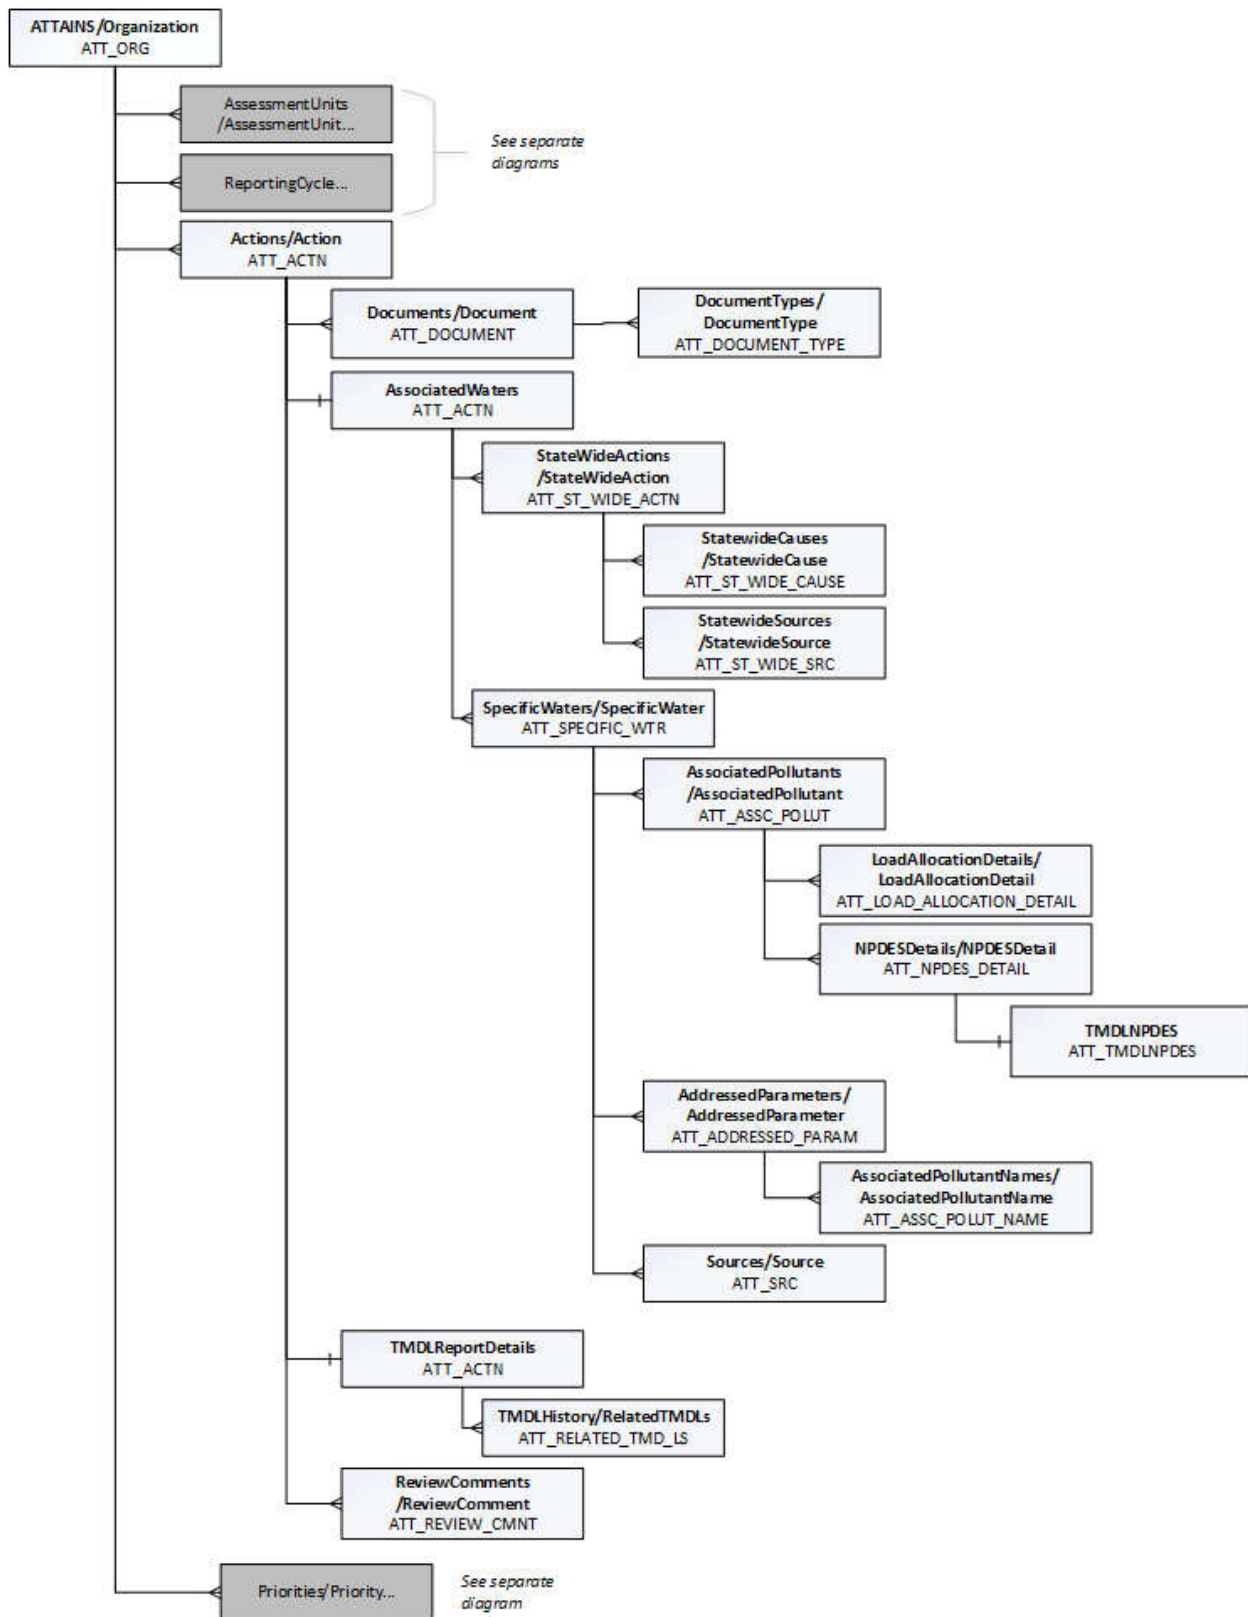 ATTAINS/Organization
ATT_ORG
AssessmentUnits
/AssessmentUnit...
See separate
diagrams
ReportingCycle...
Actions/Action
ATT_ACTN
Documents/Document
ATT_DOCUMENT
DocumentTypes/
DocumentType
ATT_DOCUMENT_TYPE
AssociatedWaters
ATT_ACTN
StateWideActions
/StateWideAction
ATT_ST_WIDE_ACTN
StatewideCauses
/StatewideCause
ATT_ST_WIDE_CAUSE
StatewideSources
/StatewideSource
ATT_ST_WIDE_SRC
SpecificWaters/SpecificWater
ATT_SPECIFIC_WTR
AssociatedPollutants
/AssociatedPollutant
ATT_ASSC_POLUT
LoadAllocationDetails/
LoadAllocationDetail
ATT_LOAD_ALLOCATION_DETAIL
NPDESDetails/NPDESDetail
ATT_NPDES_DETAIL
TMDLNPDES
ATT_TMDLNPDES
AddressedParameters/
AddressedParameter
ATT_ADDRESSED_PARAM
AssociatedPollutantNames/
AssociatedPollutantName
ATT_ASSC_POLUT_NAME
Sources/Source
ATT_SRC
TMDLReportDetails
ATT_ACTN
TMDLHistory/RelatedTMDLs
ATT_RELATED_TMD_LS
ReviewComments
/ReviewComment
ATT_REVIEW_CMNT
Priorities/Priority...
See separate
diagram